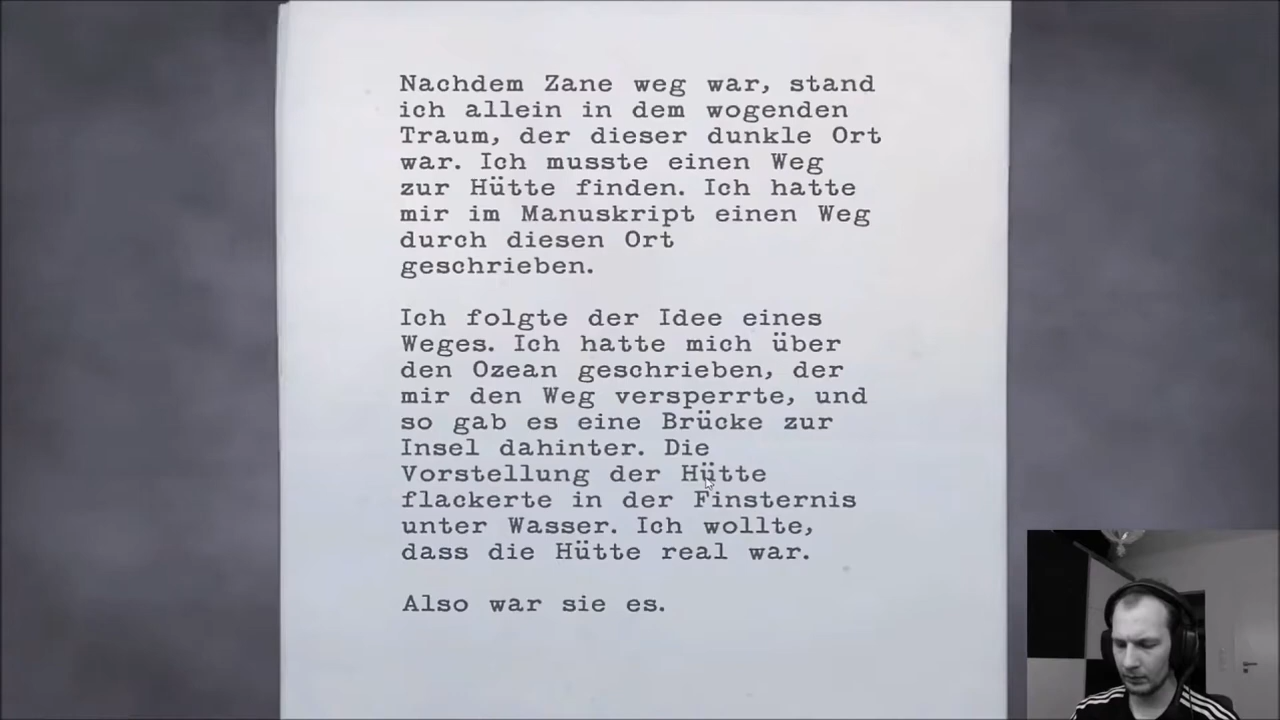 Nachdem Zane weg war, stand
ich allein in dem wogenden
Traum, der dieser dunkle Ort
war. Ich musste einen Weg
zur Hütte finden. Ich hatte
mir im Manuskript einen Weg
durch diesen Ort
geschrieben.
Ich folgte der Idee eines
Weges. Ich hatte mich über
den Ozean geschrieben, der
mir den Weg versperrte, und
so gab es eine Brücke zur
Insel dahinter. Die
Vorstellung der Hütte
flackerte in der Finsternis
unter Wasser. Ich wollte,
dass die Hütte real war.
Also war sie es.